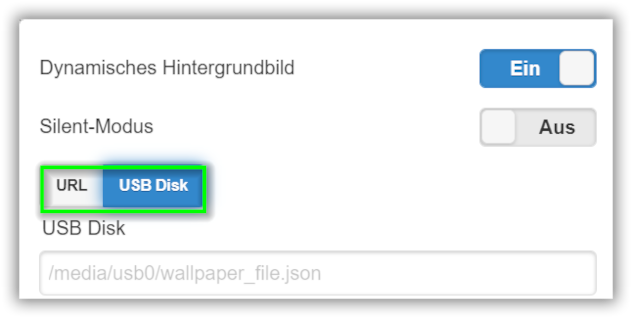 Dynamisches Hintergrundbild Ein
Silent-Modus Aus
URL USB Disk
USB Disk
/media/usb0/wallpaper_file.json